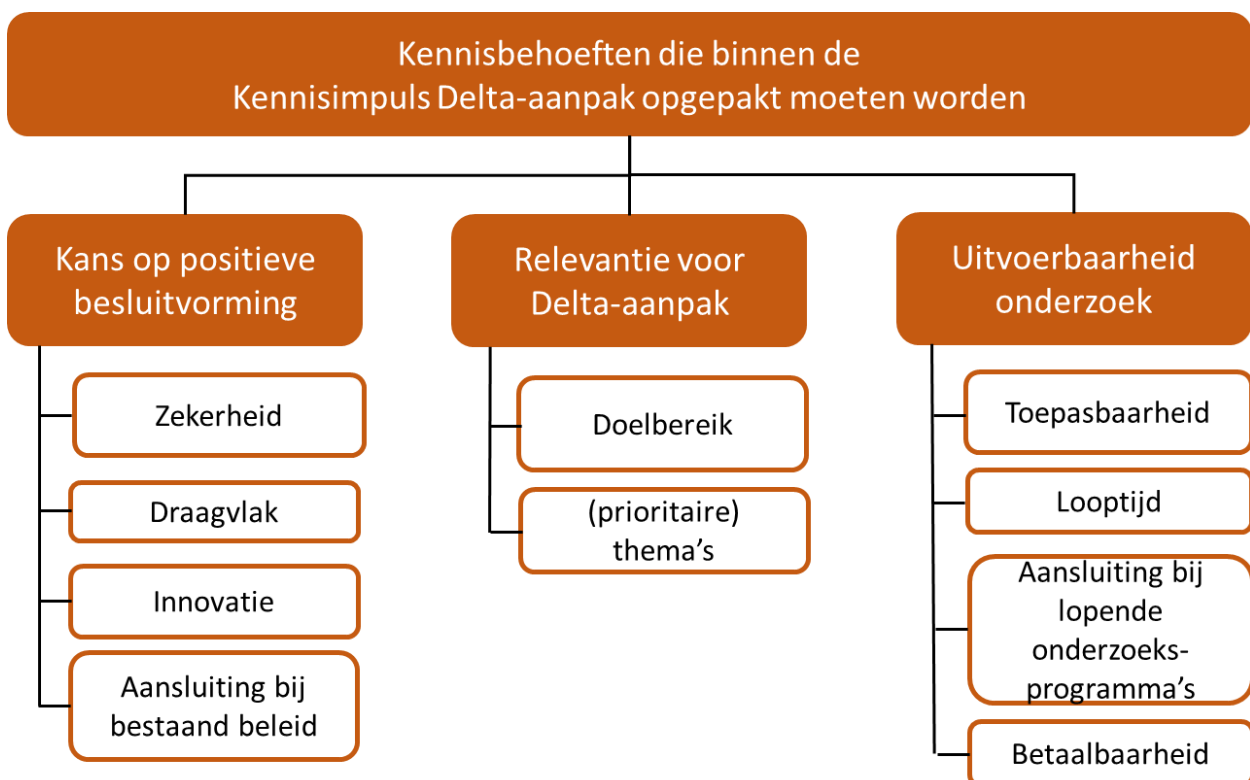 Kennisbehoeften die binnen de
Kennisimpuls Delta-aanpak opgepakt moeten worden
Kans op positieve
besluitvorming
Zekerheid
Draagvlak
Innovatie
Aansluiting bij
bestaand beleid
Relevantie voor
Delta-aanpak
Doelbereik
(prioritaire)
thema's
Uitvoerbaarheid
onderzoek
Toepasbaarheid
Looptijd
Aansluiting bij
lopende
onderzoeks-
programma's
Betaalbaarheid